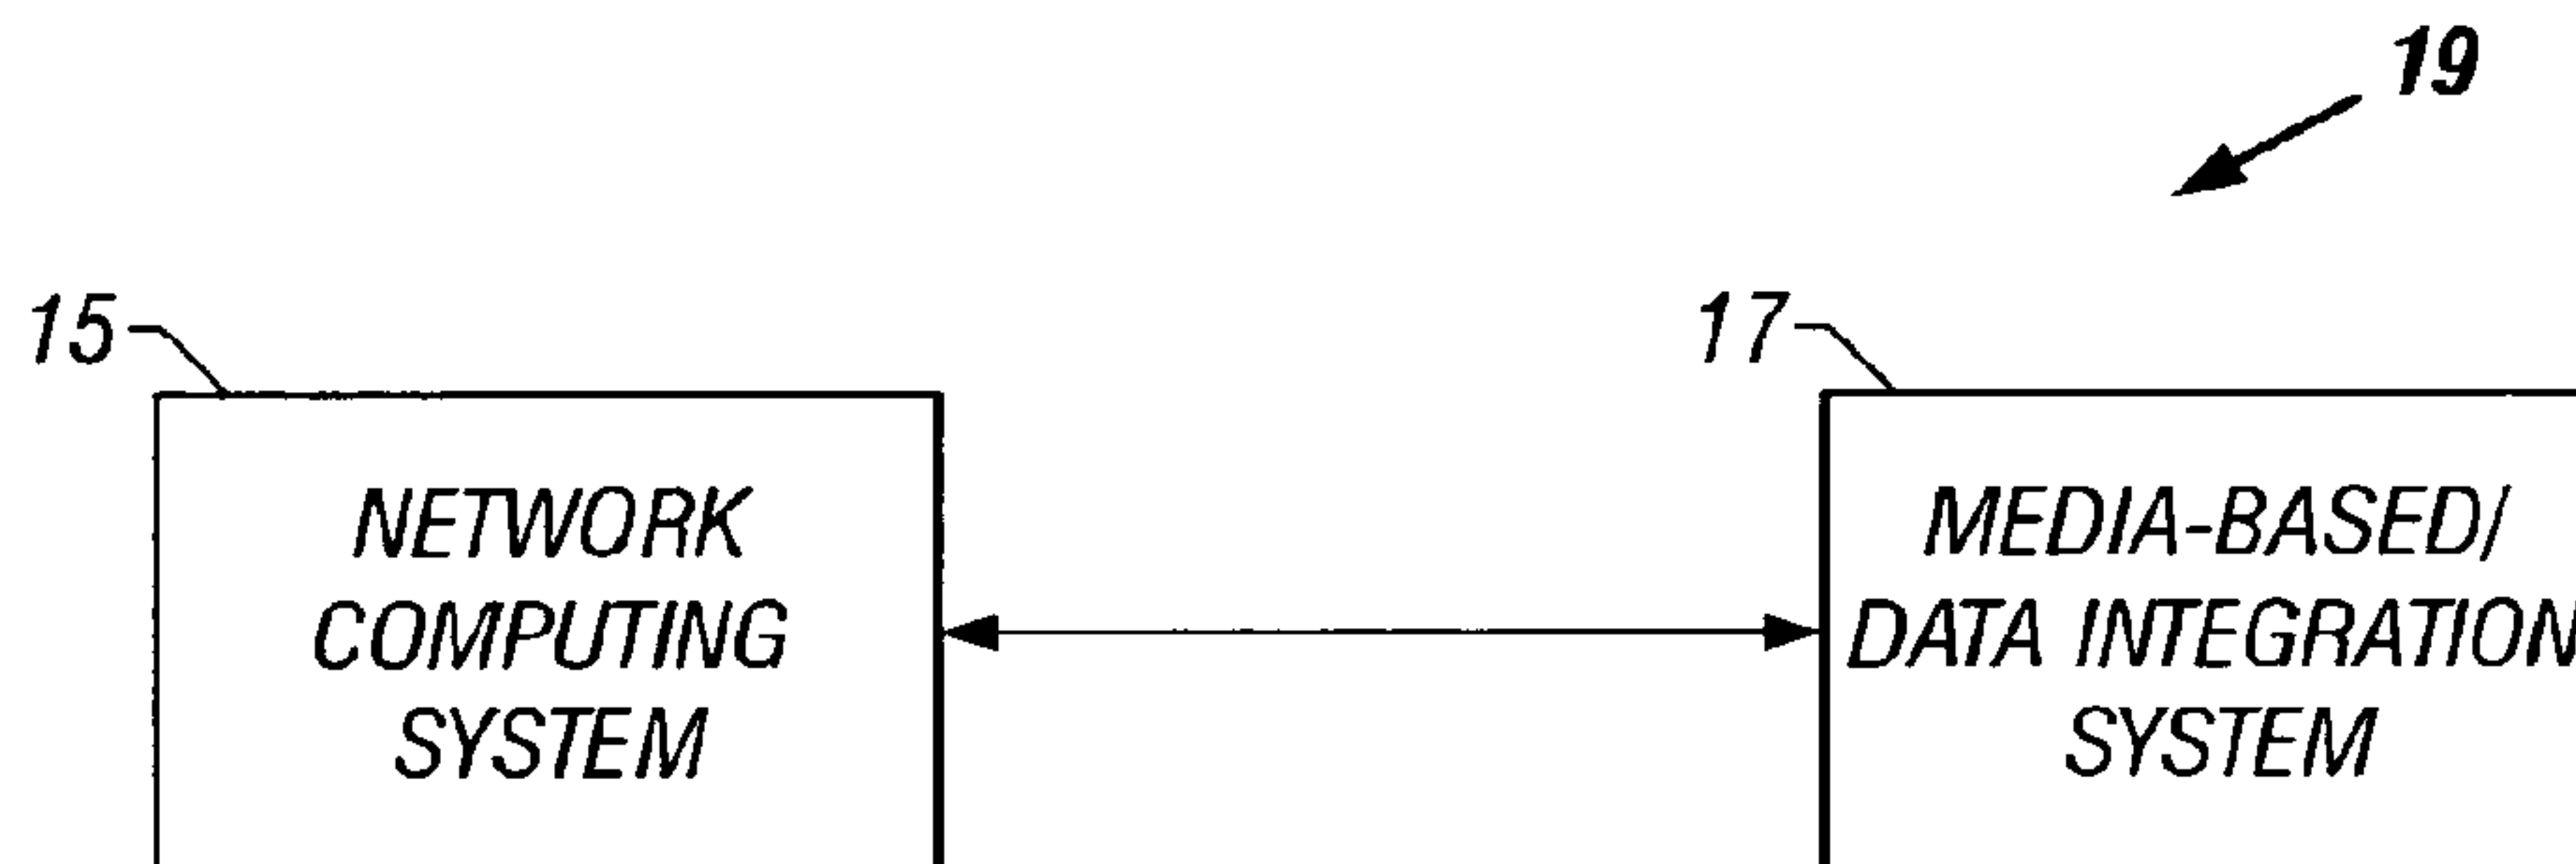 19
15
17
NETWORK
COMPUTING
SYSTEM
MEDIA-BASED/
DATA INTEGRATION
SYSTEM